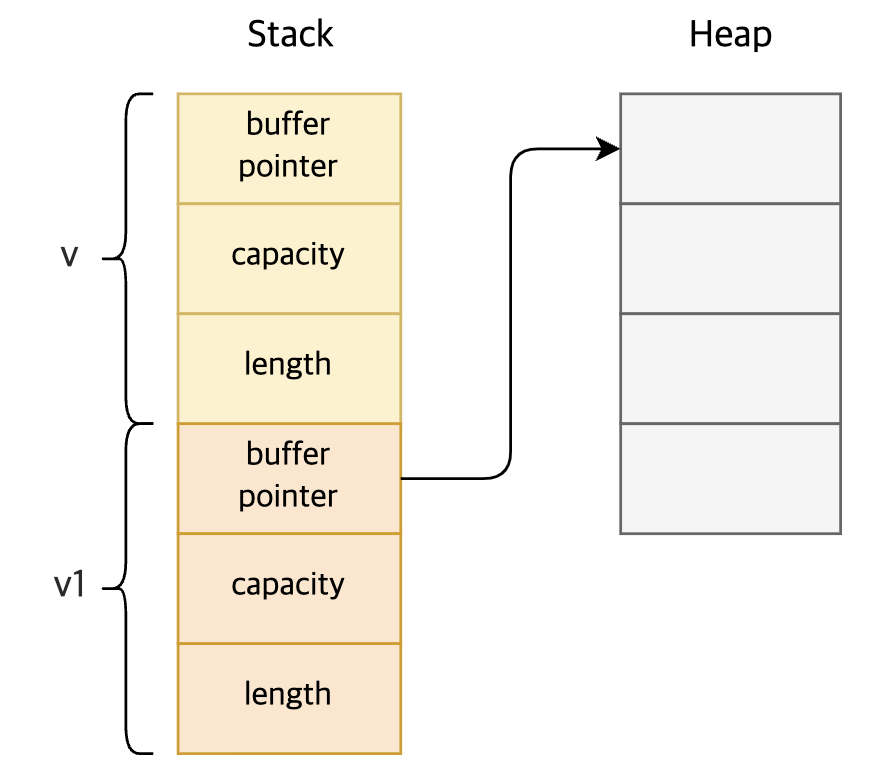 Stack
Heap
v
buffer
pointer
capacity
length
v1
buffer
pointer
capacity
length